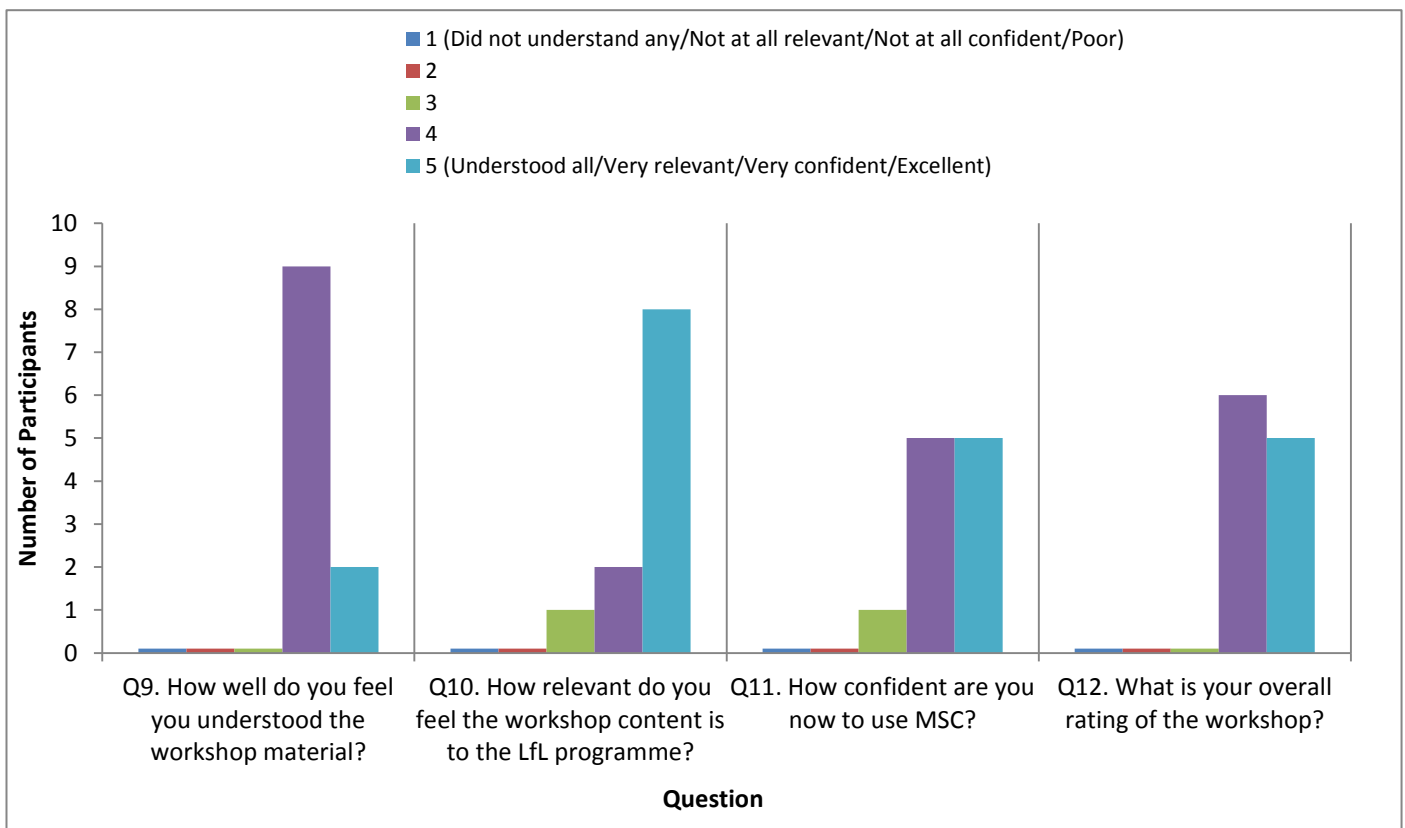 1 (Did not understand any/Not at all relevant/Not at all confident/Poor)
2
3
4
5 (Understood all/Very relevant/Very confident/Excellent)
10
9
8
7
6
5
4
3
2
1
0
Number of Participants
Q9. How well do you feel
you understood the
workshop material?
Q10. How relevant do you
feel the workshop content is
to the LfL programme?
Q11. How confident are you
now to use MSC?
Q12. What is your overall
rating of the workshop?
Question